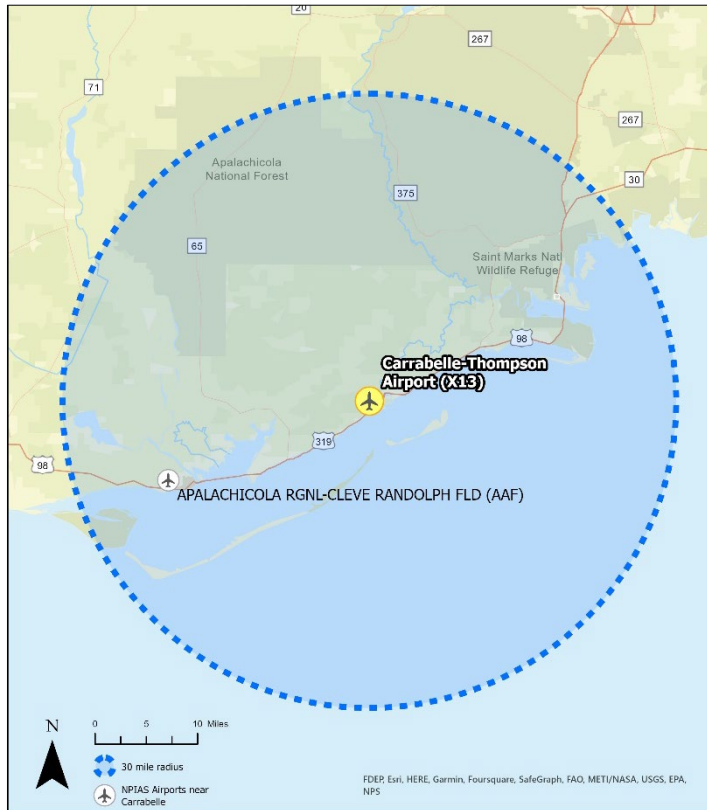 20
267
71
267
Apalachicola
National Forest
30
375
65
Saint Marks Natl
Wildlife Refuge
98
Carrabelle-Thompson
Airport (X13)
319
98
APALACHICOLA RGNL-CLEVE RANDOLPH FLD (AAF)
N
0 5 10 Miles
30 mile radius
NPIAS Airports near
Carrabelle
FDEP, Esri, HERE, Garmin, Foursquare, SafeGraph, FAO, METI/NASA, USGS, EPA,
NPS